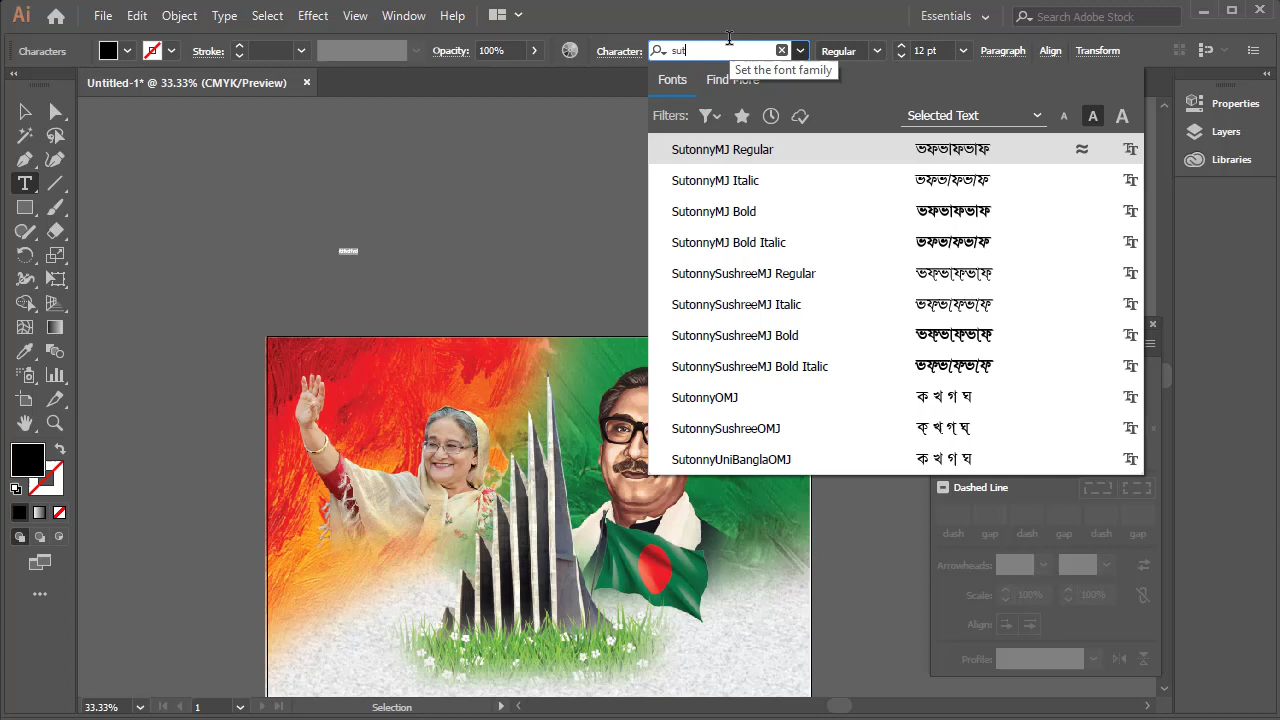 Ai File Edit Object Type Select Effect View Window Help Essentials Search Adobe Stock
Characters Stroke: Opacity: 100% Character: sut Regular 12 pt Paragraph Align Transform
Set the font family
Untitled-1* @ 33.33% (CMYK/Preview) ×
Fonts Find More
Filters: Selected Text A A A
SutonnyMJ Regular ভফভাফভাফ
SutonnyMJ Italic ভফভাফভাফ
SutonnyMJ Bold ভফভাফভাফ
SutonnyMJ Bold Italic ভফভাফভাফ
SutonnySushreeMJ Regular ভফভাফভাফ
SutonnySushreeMJ Italic ভফভাফভাফ
SutonnySushreeMJ Bold ভফভাফভাফ
SutonnySushreeMJ Bold Italic ভফভাফভাফ
SutonnyOMJ ক খ গ ঘ
SutonnySushreeOMJ ক খ গ ঘ
SutonnyUniBanglaOMJ ক খ গ ঘ
Properties
Layers
Libraries
Dashed Line
dash gap dash gap dash gap
Arrowheads:
Scale: 100% 100%
Align:
Profile:
33.33% 1 Selection